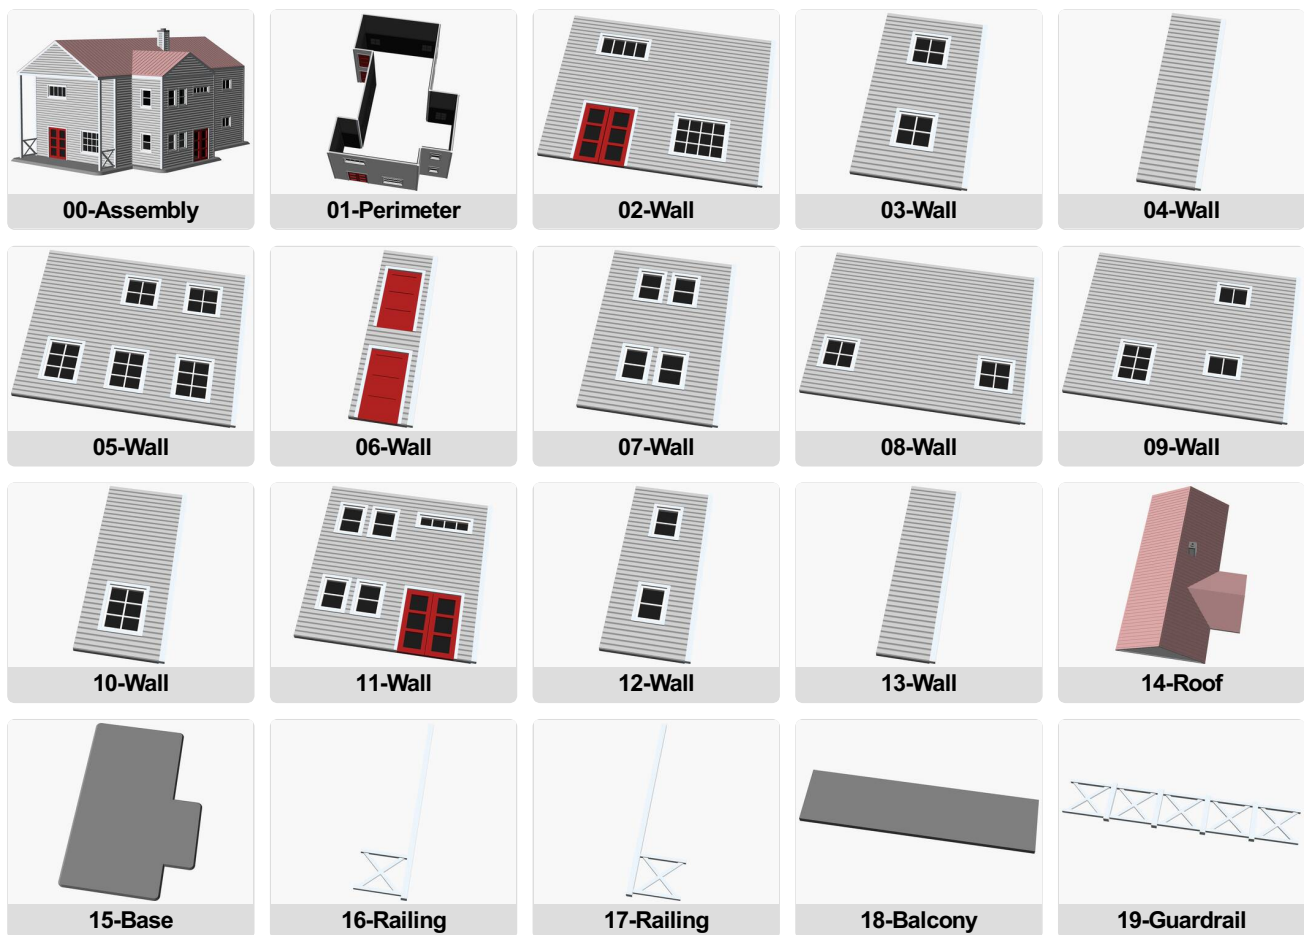 00-Assembly
01-Perimeter
02-Wall
03-Wall
04-Wall
05-Wall
06-Wall
07-Wall
08-Wall
09-Wall
10-Wall
11-Wall
12-Wall
13-Wall
14-Roof
15-Base
16-Railing
17-Railing
18-Balcony
19-Guardrail